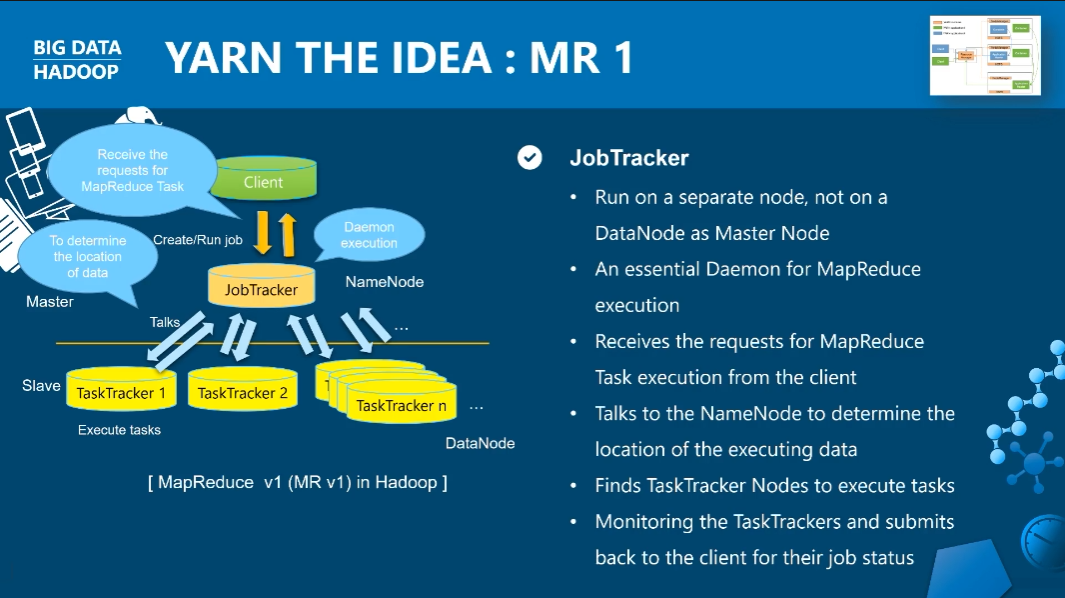 BIG DATA
HADOOP
YARN THE IDEA : MR 1
Receive the
requests for
MapReduce Task
Client
To determine
the location
of data
Create/Run job
Daemon
execution
Master
JobTracker
NameNode
Talks
...
Slave
TaskTracker 1
TaskTracker 2
T
TaskTracker n
...
Execute tasks
DataNode
[ MapReduce v1 (MR v1) in Hadoop ]
JobTracker
• Run on a separate node, not on a
DataNode as Master Node
• An essential Daemon for MapReduce
execution
• Receives the requests for MapReduce
Task execution from the client
• Talks to the NameNode to determine the
location of the executing data
• Finds TaskTracker Nodes to execute tasks
• Monitoring the TaskTrackers and submits
back to the client for their job status